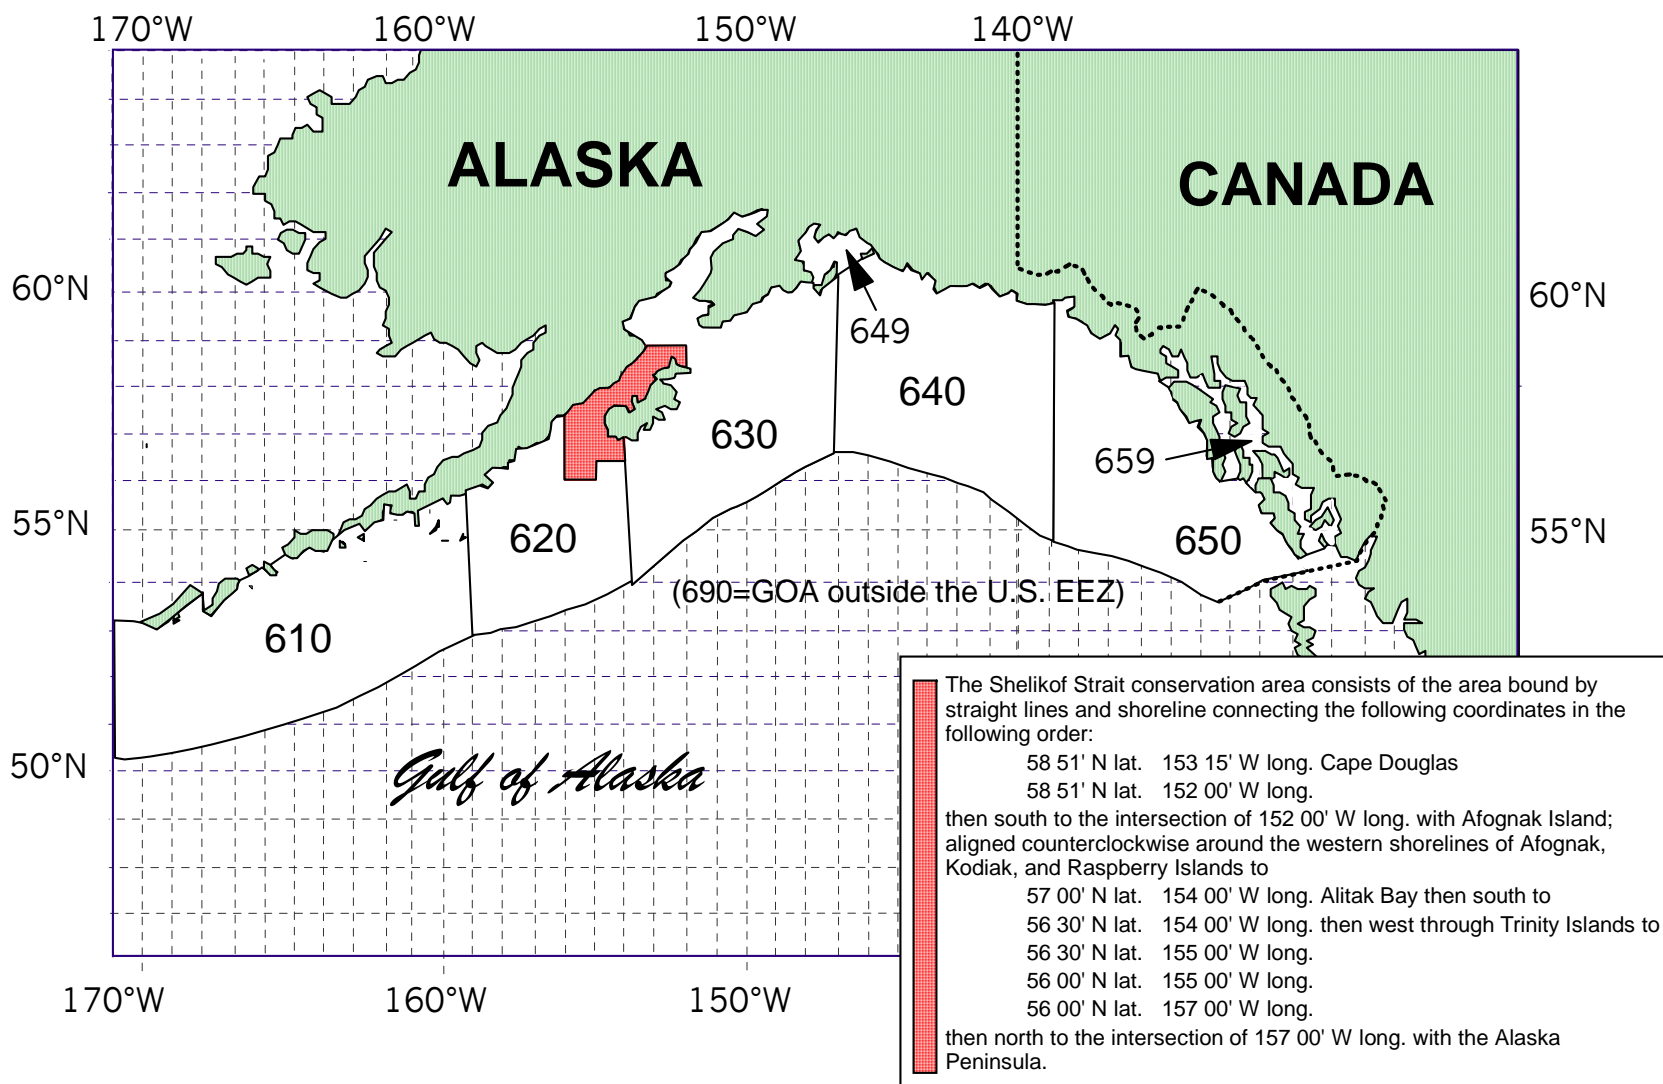 170°W 160°W 150°W 140°W
ALASKA
CANADA
60°N 60°N
649
640
630
659
55°N 55°N
620
650
(690=GOA outside the U.S. EEZ)
610
The Shelikof Strait conservation area consists of the area bound by
straight lines and shoreline connecting the following coordinates in the
following order:
58 51' N lat. 153 15' W long. Cape Douglas
58 51' N lat. 152 00' W long.
then south to the intersection of 152 00' W long. with Afognak Island;
aligned counterclockwise around the western shorelines of Afognak,
Kodiak, and Raspberry Islands to
57 00' N lat. 154 00' W long. Alitak Bay then south to
56 30' N lat. 154 00' W long. then west through Trinity Islands to
56 30' N lat. 155 00' W long.
56 00' N lat. 155 00' W long.
56 00' N lat. 157 00' W long.
then north to the intersection of 157 00' W long. with the Alaska
Peninsula.
50°N
Gulf of Alaska
170°W 160°W 150°W